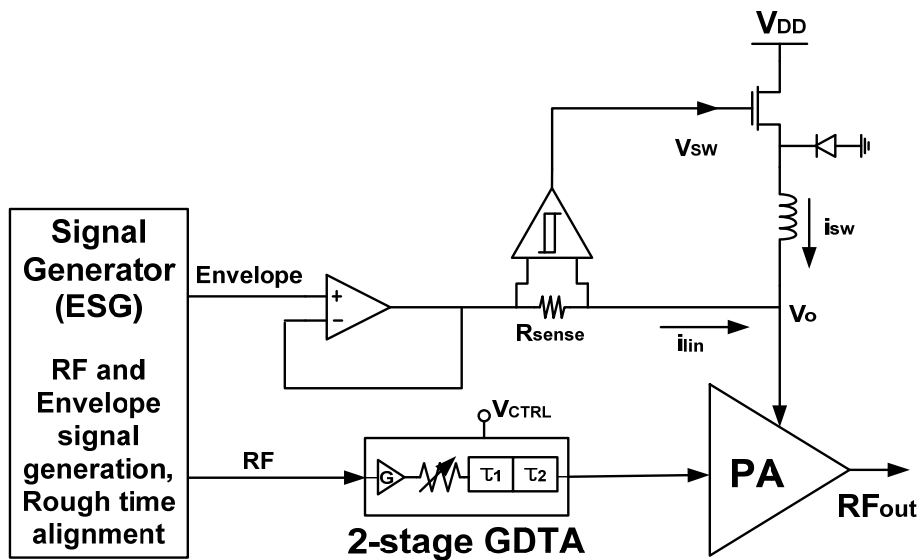 VDD
VSW
Signal
Generator
(ESG)
RF and
Envelope
signal
generation,
Rough time
alignment
Envelope
+
−
Rsense
isw
ilin
Vo
RF
VCTRL
G
τ1
τ2
2-stage GDTA
PA
RFout